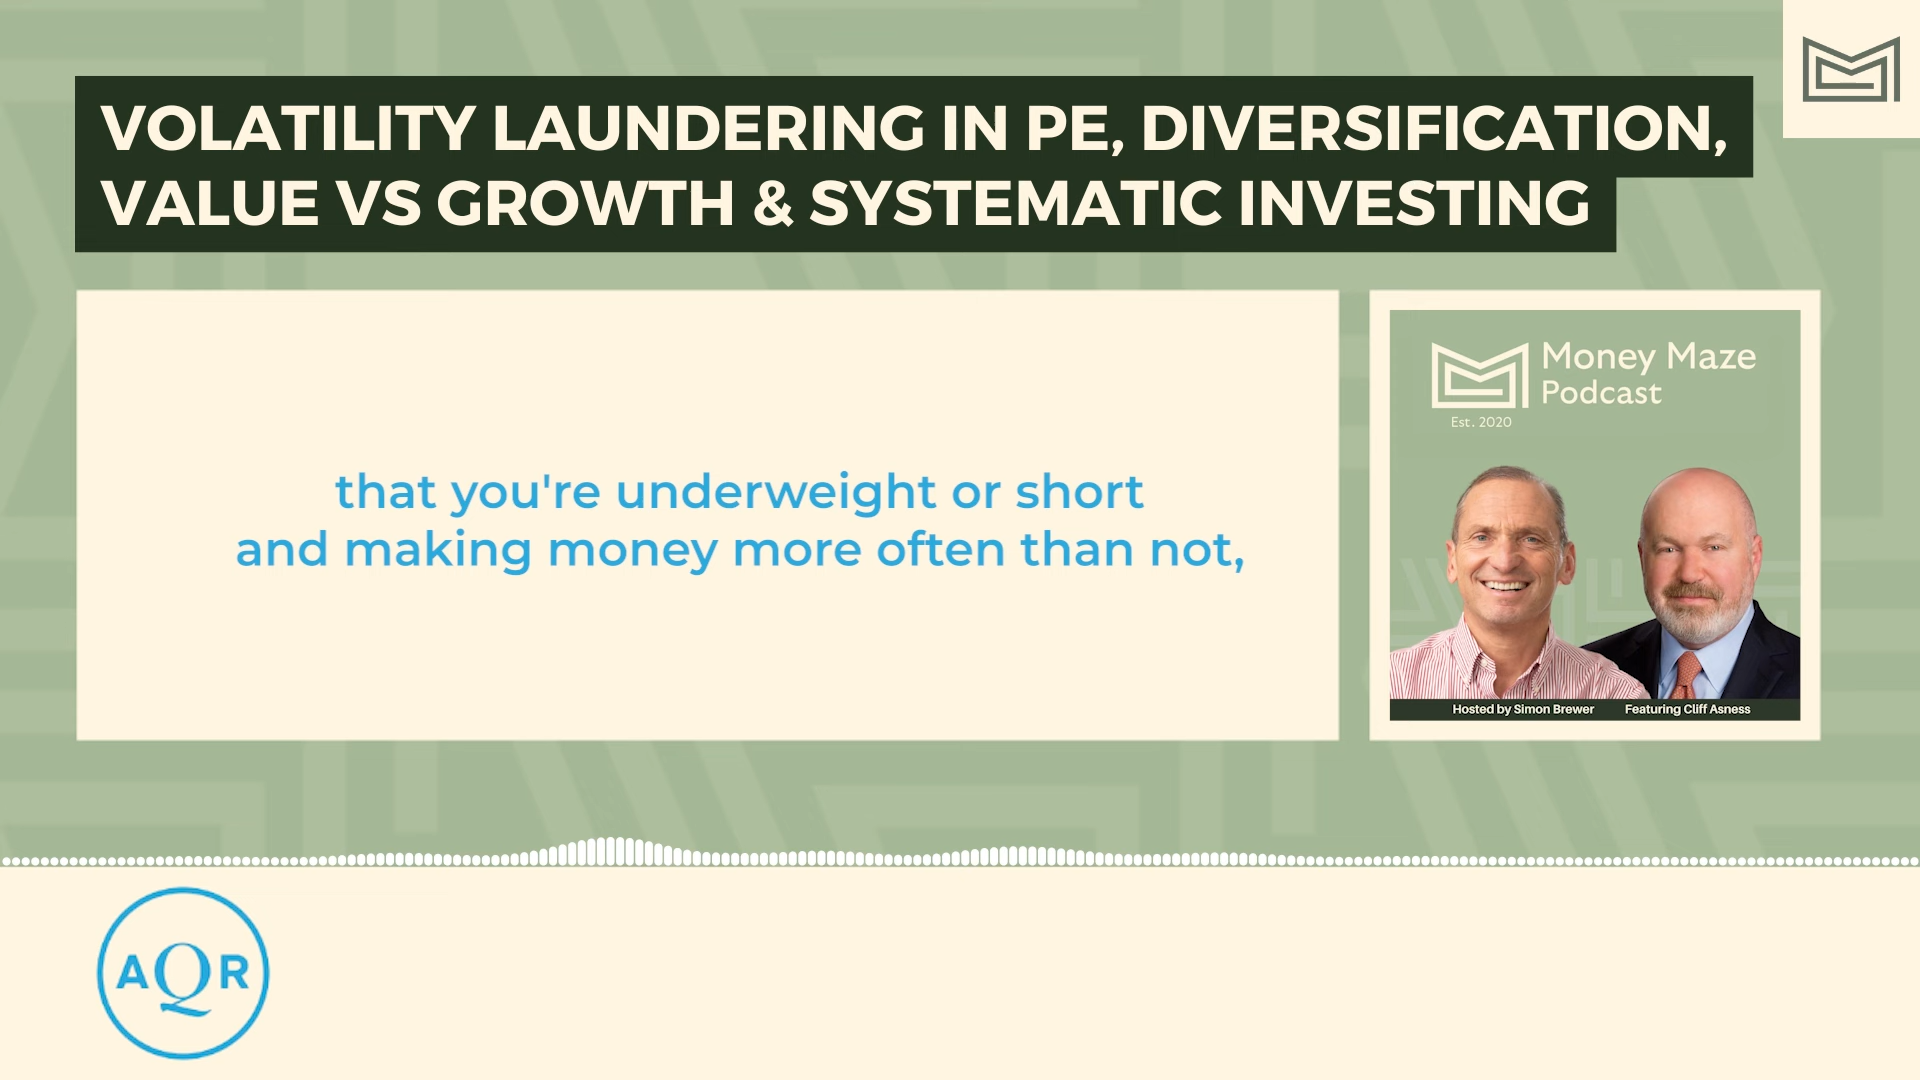 VOLATILITY LAUNDERING IN PE, DIVERSIFICATION,
VALUE VS GROWTH & SYSTEMATIC INVESTING
that you're underweight or short
and making money more often than not,
Money Maze
Podcast
Est. 2020
Hosted by Simon Brewer
Featuring Cliff Asness
AQR